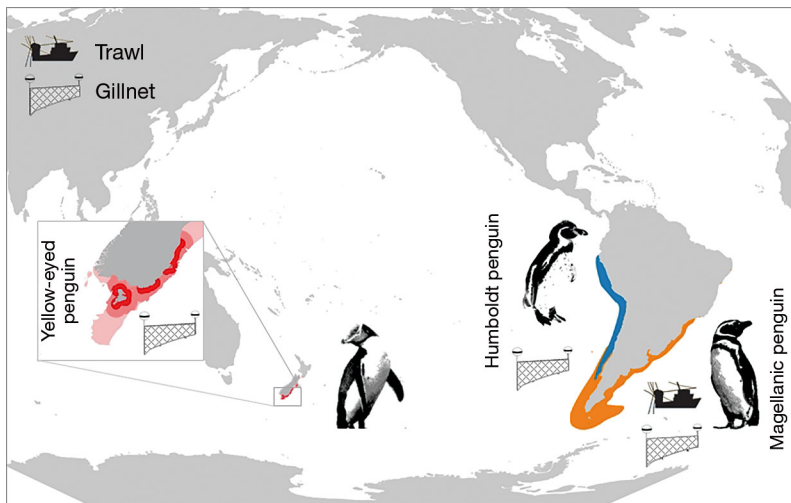 Trawl
Gillnet
Yellow-eyed
penguin
Humboldt penguin
Magellanic penguin